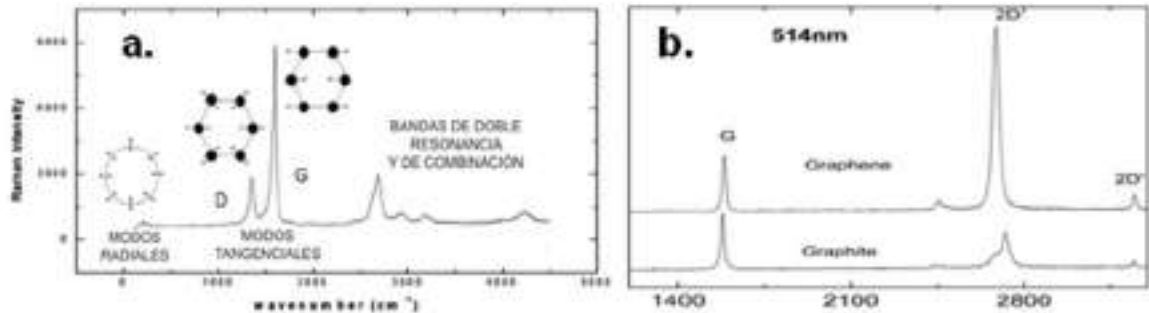 a.
Raman Intensity
0
D
G
MODOS
RADIALES
MODOS
TANGENCIALES
BANDAS DE DOBLE
RESONANCIA
Y DE COMBINACIÓN
0
1000
2000
3000
4000
5000
wavenumber (cm⁻¹)
b.
514nm
2D'
G
Graphene
2D"
Graphite
1400
2100
2800